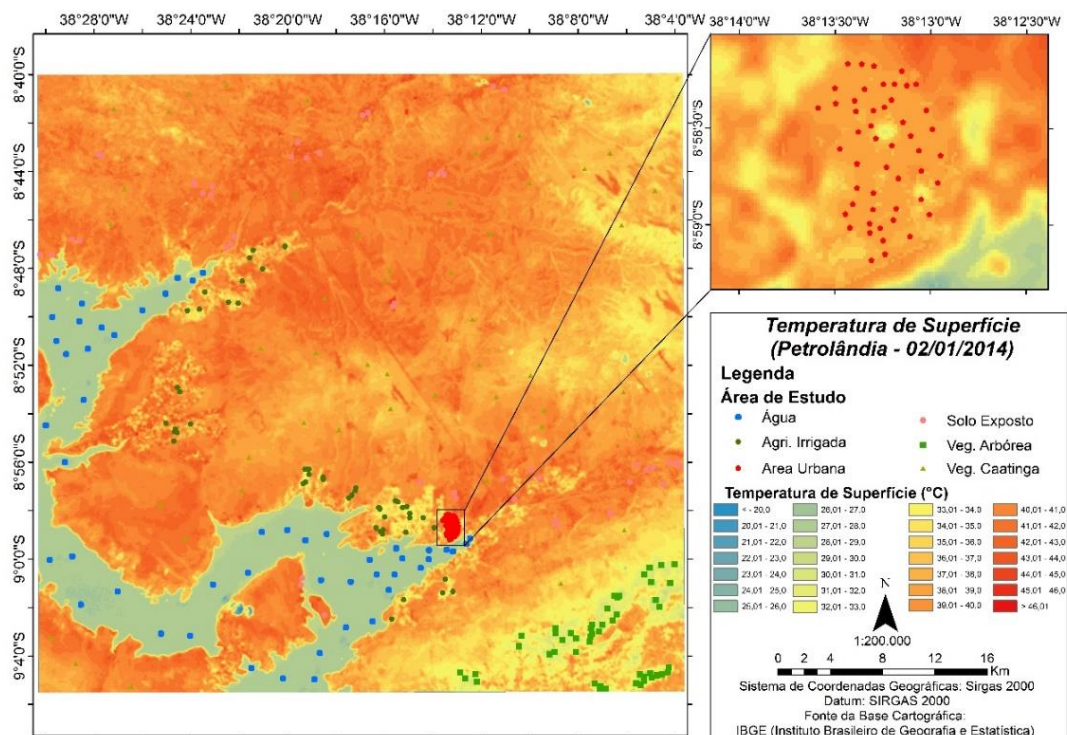 38°28'0"W 38°24'0"W 38°20'0"W 38°16'0"W 38°12'0"W 38°8'0"W 38°4'0"W
8°40'0"S
8°44'0"S
8°48'0"S
8°52'0"S
8°56'0"S
9°0'0"S
9°4'0"S
38°14'0"W 38°13'30"W 38°13'0"W 38°12'30"W
8°58'30"S
8°59'0"S
Temperatura de Superfície
(Petrolândia - 02/01/2014)
Legenda
Área de Estudo
Água
Agri. Irrigada
Area Urbana
Solo Exposto
Veg. Arbórea
Veg. Caatinga
Temperatura de Superfície (°C)
< - 20,0
20,01 - 21,0
21,01 - 22,0
22,01 - 23,0
23,01 - 24,0
24,01 - 25,0
25,01 - 26,0
26,01 - 27,0
27,01 - 28,0
28,01 - 29,0
29,01 - 30,0
30,01 - 31,0
31,01 - 32,0
32,01 - 33,0
33,01 - 34,0
34,01 - 35,0
35,01 - 36,0
36,01 - 37,0
37,01 - 38,0
38,01 - 39,0
39,01 - 40,0
40,01 - 41,0
41,01 - 42,0
42,01 - 43,0
43,01 - 44,0
44,01 - 45,0
45,01 - 46,0
> 46,01
N
1:200.000
0 2 4 8 12 16
Km
Sistema de Coordenadas Geográficas: Sirgas 2000
Datum: SIRGAS 2000
Fonte da Base Cartográfica:
IBGE (Instituto Brasileiro de Geografia e Estatística)